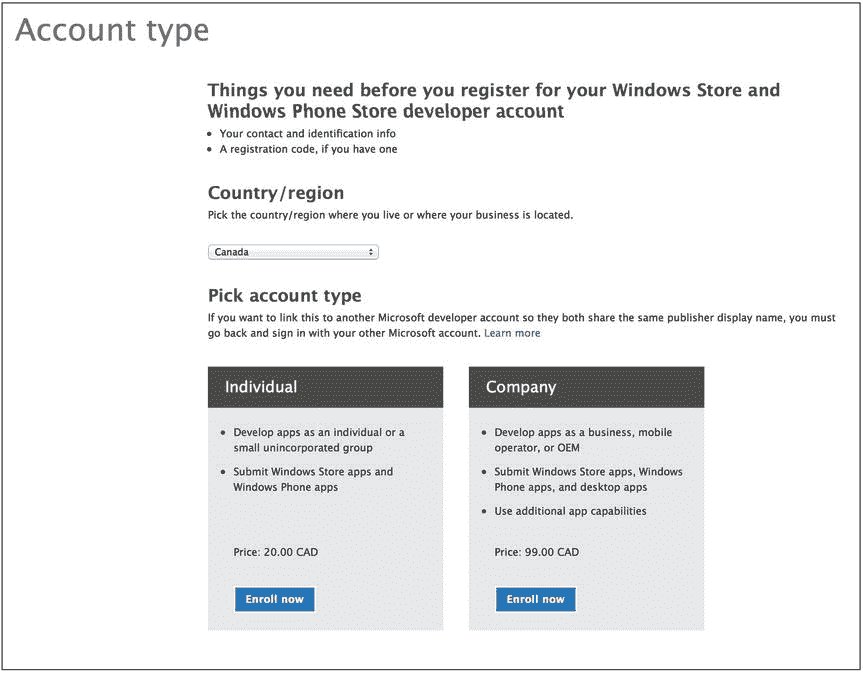 Account type
Things you need before you register for your Windows Store and
Windows Phone Store developer account
• Your contact and identification info
• A registration code, if you have one
Country/region
Pick the country/region where you live or where your business is located.
Canada
Pick account type
If you want to link this to another Microsoft developer account so they both share the same publisher display name, you must
go back and sign in with your other Microsoft account. Learn more
Individual
• Develop apps as an individual or a
small unincorporated group
• Submit Windows Store apps and
Windows Phone apps
Price: 20.00 CAD
Enroll now
Company
• Develop apps as a business, mobile
operator, or OEM
• Submit Windows Store apps, Windows
Phone apps, and desktop apps
• Use additional app capabilities
Price: 99.00 CAD
Enroll now